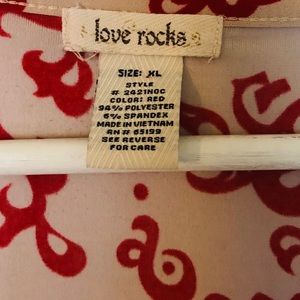 love rocks
SIZE: XL
STYLE
# 2421NOC
COLOR: RED
94% POLYESTER
6% SPANDEX
MADE IN VIETNAM
RN # 65199
SEE REVERSE
FOR CARE